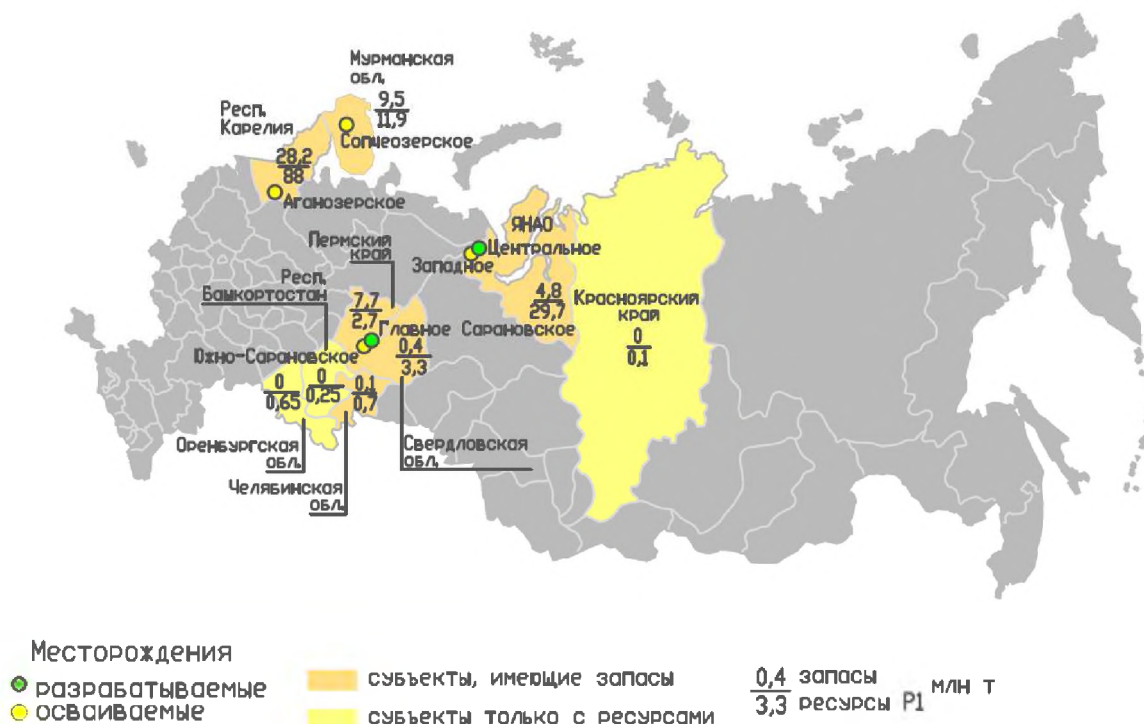 Мурманская
обл.
9,5
11,9
Сопчеозерское
Респ.
Карелия
28,2
88
Аганозерское
ЯНАО
Центральное
Западное
Пермский
край
Респ.
Башкортостан
7,7
2,7
Главное Сарановское
4,8
29,7
Красноярский
край
0
0,1
Южно-Сарановское
0,4
3,3
0
0,65
0
0,25
0,1
0,7
Оренбургская
обл.
Челябинская
обл.
Свердловская
обл.
Месторождения
разрабатываемые
осваиваемые
субъекты, имеющие запасы
субъекты только с ресурсами
0,4 запасы
3,3 ресурсы P1
млн т